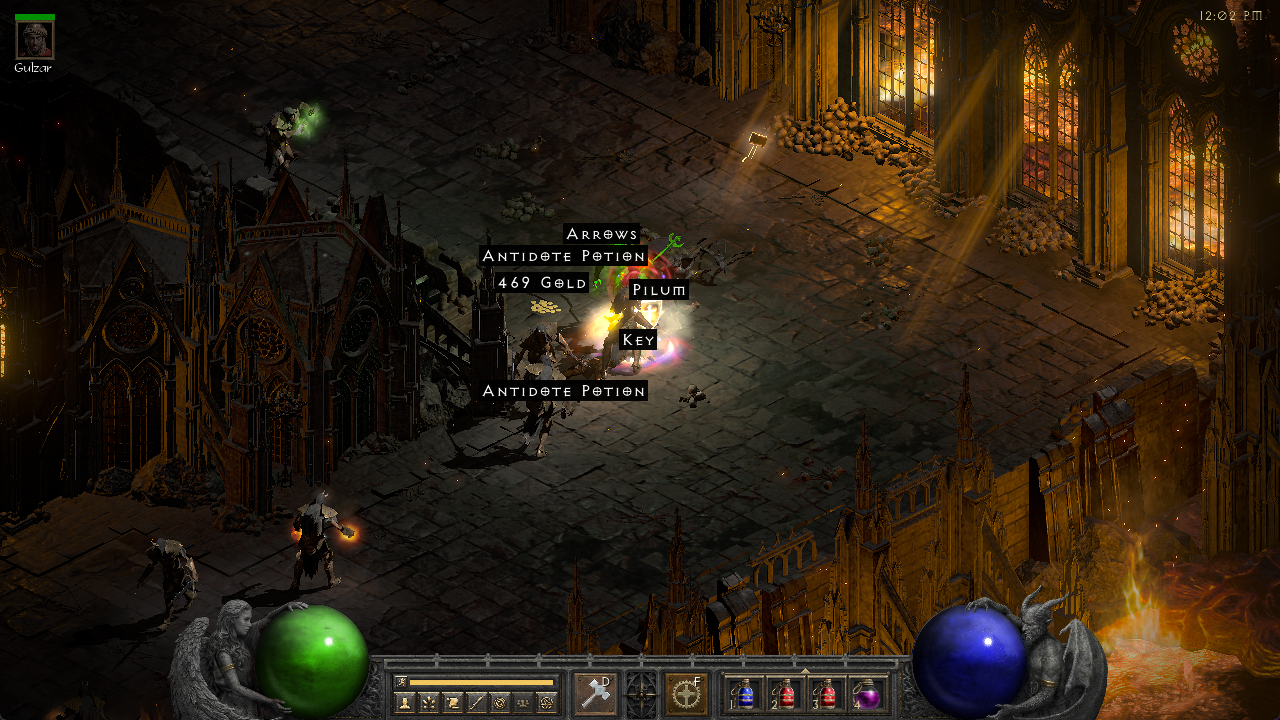 12:02 PM
Gulzar
Arrows
Antidote Potion
469 Gold
Pilum
Key
Antidote Potion
D
F
1
2
3
4